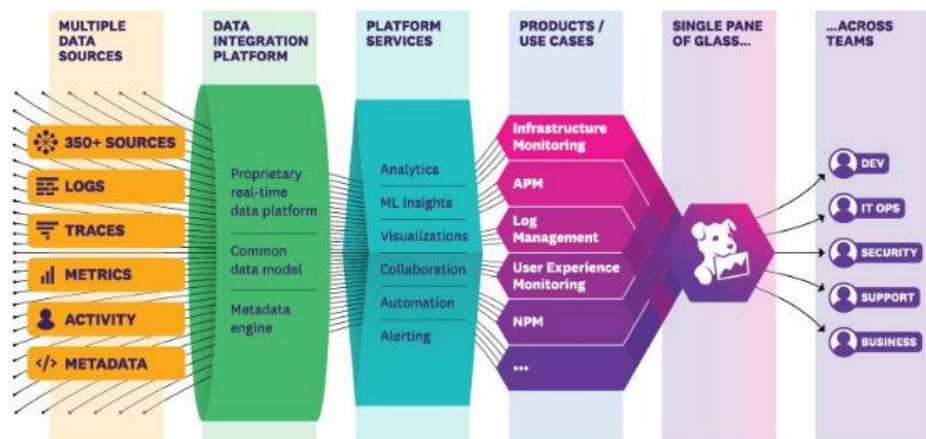 MULTIPLE
DATA
SOURCES
DATA
INTEGRATION
PLATFORM
PLATFORM
SERVICES
PRODUCTS /
USE CASES
SINGLE PANE
OF GLASS...
...ACROSS
TEAMS
350+ SOURCES
LOGS
TRACES
METRICS
ACTIVITY
</> METADATA
Proprietary
real-time
data platform
Common
data model
Metadata
engine
Analytics
ML Insights
Visualizations
Collaboration
Automation
Alerting
Infrastructure
Monitoring
APM
Log
Management
User Experience
Monitoring
NPM
...
DEV
IT OPS
SECURITY
SUPPORT
BUSINESS